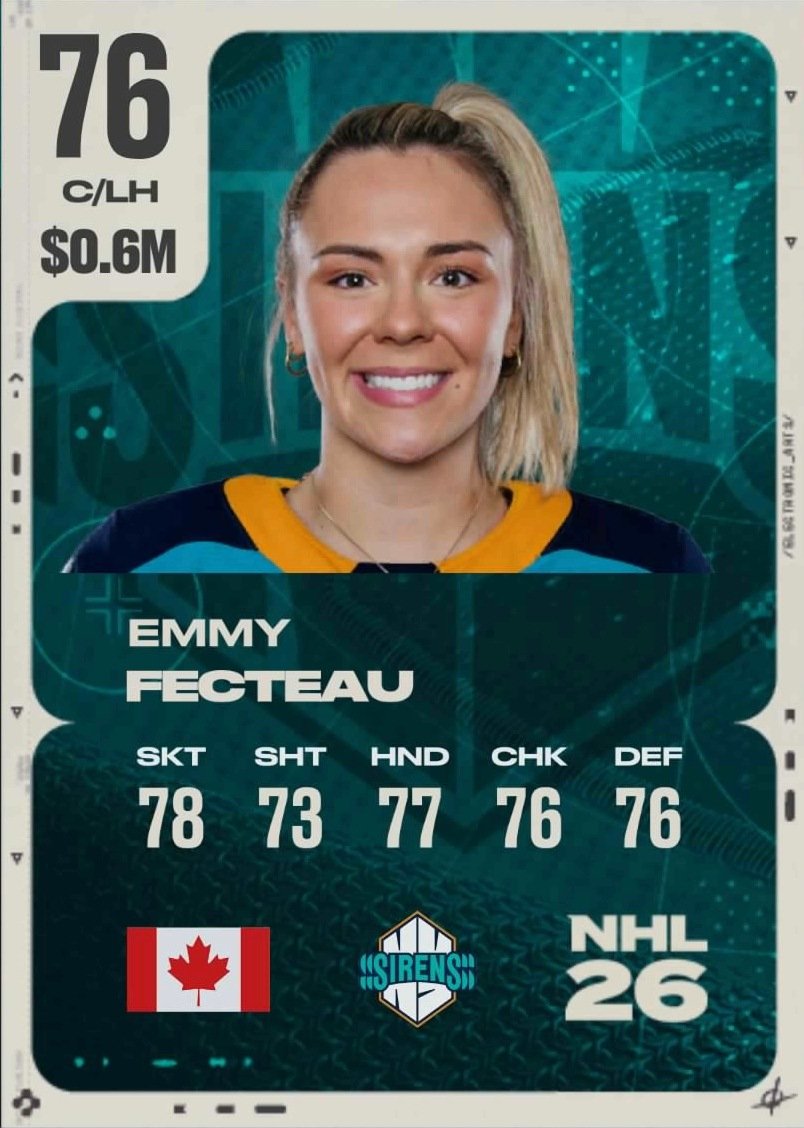 76
C/LH
$0.6M
EMMY
FECTEAU
SKT SHT HND CHK DEF
78 73 77 76 76
SIRENS
NHL
26